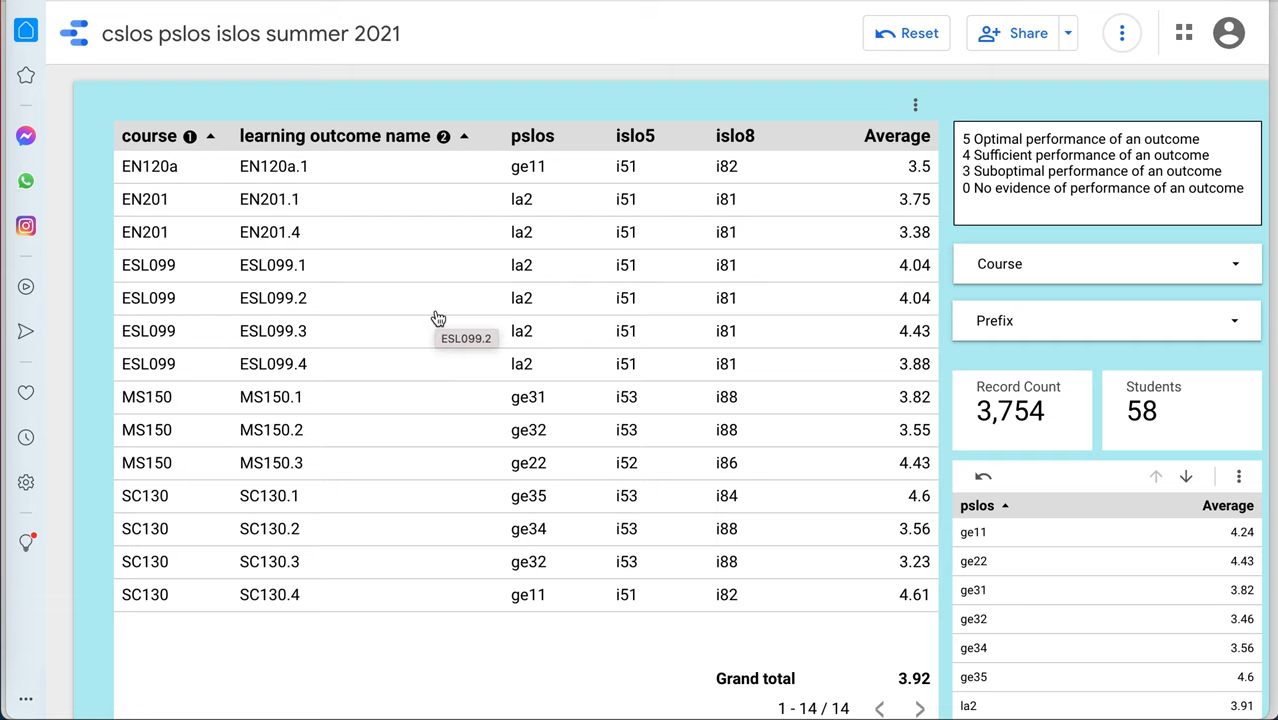 cslos pslos islos summer 2021
Reset
Share
course 1 learning outcome name 2 pslos islo5 islo8 Average
EN120a EN120a.1 ge11 i51 i82 3.5
EN201 EN201.1 la2 i51 i81 3.75
EN201 EN201.4 la2 i51 i81 3.38
ESL099 ESL099.1 la2 i51 i81 4.04
ESL099 ESL099.2 la2 i51 i81 4.04
ESL099 ESL099.3 la2 i51 i81 4.43
ESL099.2
ESL099 ESL099.4 la2 i51 i81 3.88
MS150 MS150.1 ge31 i53 i88 3.82
MS150 MS150.2 ge32 i53 i88 3.55
MS150 MS150.3 ge22 i52 i86 4.43
SC130 SC130.1 ge35 i53 i84 4.6
SC130 SC130.2 ge34 i53 i88 3.56
SC130 SC130.3 ge32 i53 i88 3.23
SC130 SC130.4 ge11 i51 i82 4.61
Grand total 3.92
1 - 14 / 14
5 Optimal performance of an outcome
4 Sufficient performance of an outcome
3 Suboptimal performance of an outcome
0 No evidence of performance of an outcome
Course
Prefix
Record Count
3,754
Students
58
pslos Average
ge11 4.24
ge22 4.43
ge31 3.82
ge32 3.46
ge34 3.56
ge35 4.6
la2 3.91